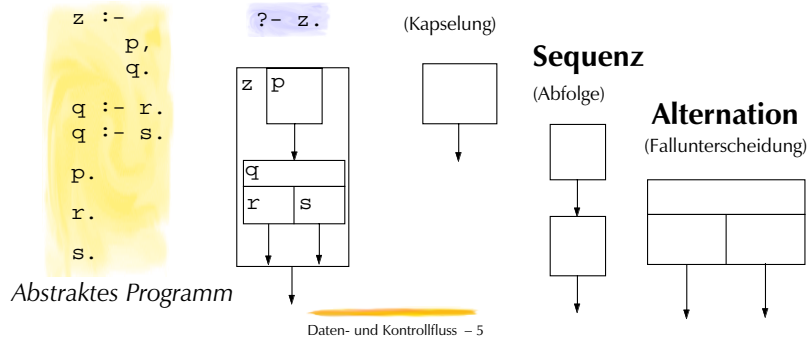 z :-
p,
q.
q :- r.
q :- s.
p.
r.
s.
Abstraktes Programm
?- z.
z p
q
r s
(Kapselung)
Sequenz
(Abfolge)
Alternation
(Fallunterscheidung)
Daten- und Kontrollfluss – 5